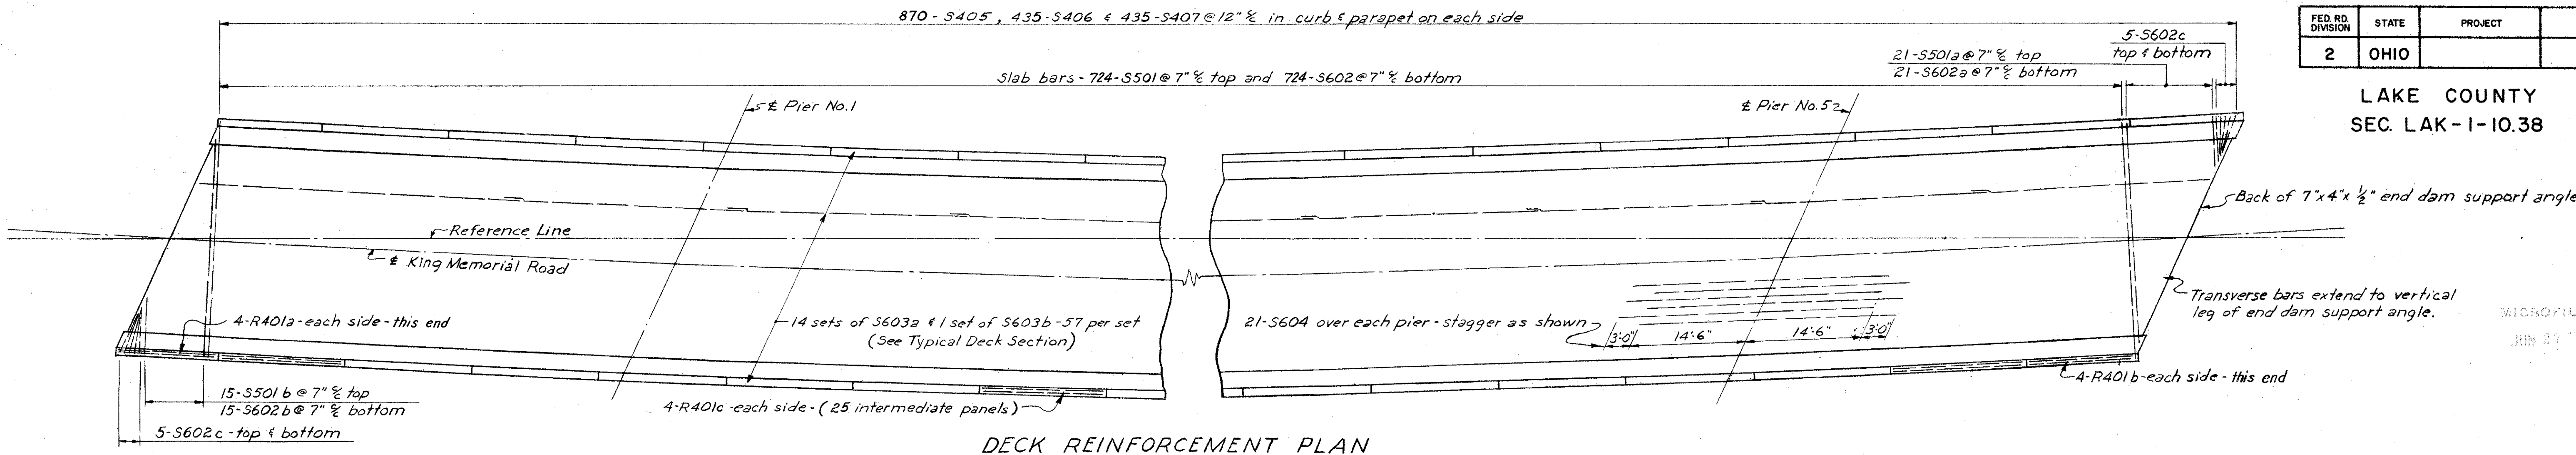 870 - S405, 435-S406 & 435-S407 @ 12" ℄ in curb & parapet on each side
FED. RD. DIVISION STATE PROJECT
2 OHIO
5-S602c
top & bottom
21-S501a @ 7" ℄ top
21-S602a @ 7" ℄ bottom
Slab bars - 724-S501 @ 7" ℄ top and 724-S602 @ 7" ℄ bottom
LAKE COUNTY
SEC. LAK-1-10.38
℄ Pier No.1
℄ Pier No.5
Back of 7"x4"x ½" end dam support angle
Reference Line
℄ King Memorial Road
Transverse bars extend to vertical
leg of end dam support angle.
4-R401a-each side-this end
14 sets of S603a & 1 set of S603b-57 per set
(See Typical Deck Section)
21-S604 over each pier-stagger as shown
3'-0" 14'-6" 14'-6" 3'-0"
4-R401b-each side-this end
15-S501b @ 7" ℄ top
15-S602b @ 7" ℄ bottom
4-R401c-each side-(25 intermediate panels)
5-S602c-top & bottom
DECK REINFORCEMENT PLAN